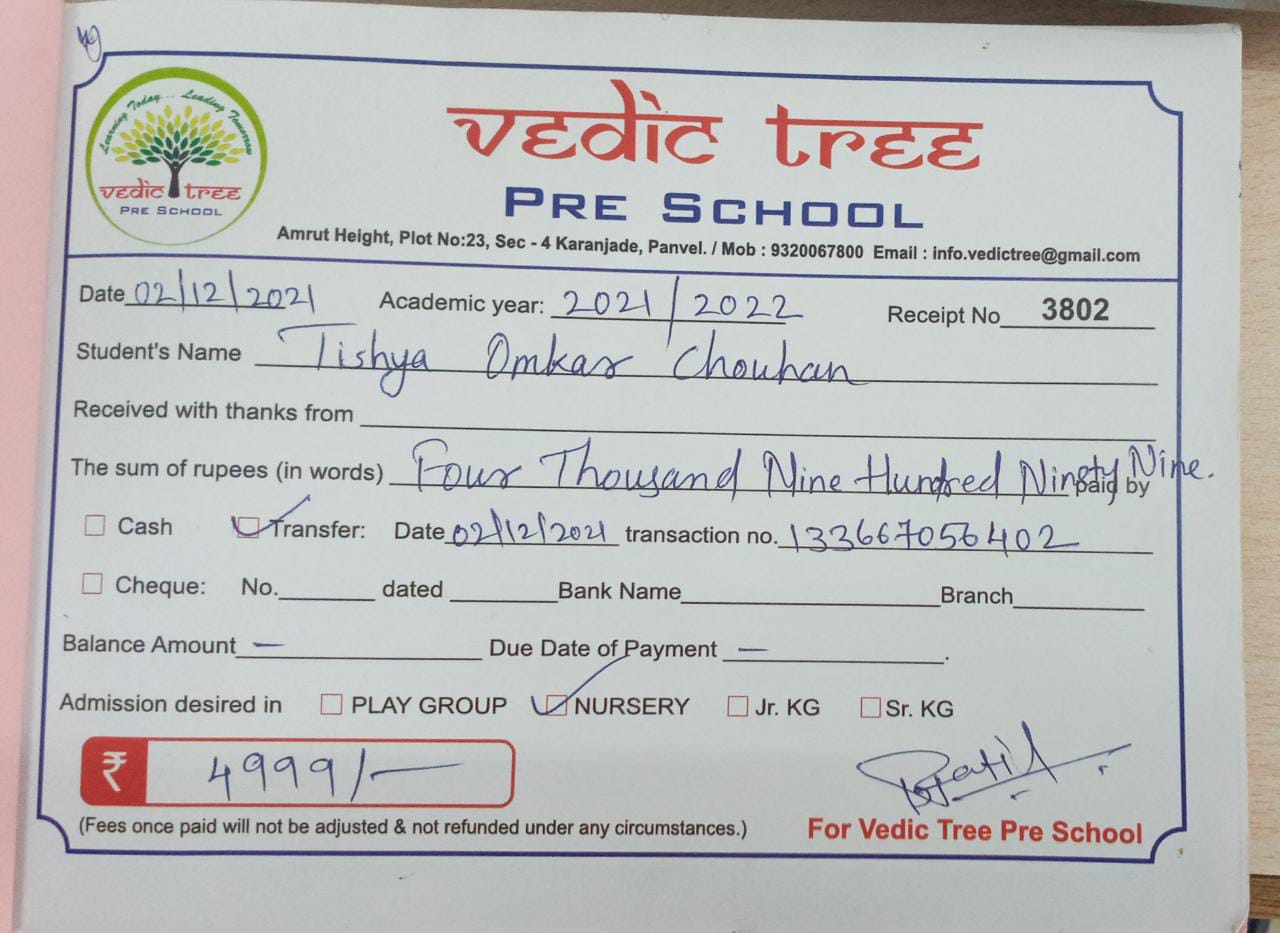 Learning Today... Leading Tomorrow
vedic tree
PRE SCHOOL
vedic tree
PRE SCHOOL
Amrut Height, Plot No:23, Sec - 4 Karanjade, Panvel. / Mob : 9320067800 Email : info.vedictree@gmail.com
Date 02/12/2021 Academic year: 2021/2022 Receipt No 3802
Student's Name Tishya Omkar Chouhan
Received with thanks from
The sum of rupees (in words) Four Thousand Nine Hundred Ninety Nine. paid by
Cash Transfer: Date 02/12/2021 transaction no. 133667056402
Cheque: No. dated Bank Name Branch
Balance Amount — Due Date of Payment — .
Admission desired in PLAY GROUP NURSERY Jr. KG Sr. KG
₹ 4999/—
(Fees once paid will not be adjusted & not refunded under any circumstances.) For Vedic Tree Pre School